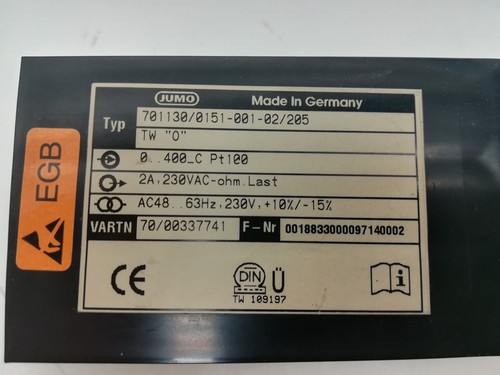 JUMO Made in Germany
Typ 701130/0151-001-02/205
TW "O"
0..400_C Pt100
2A,230VAC-ohm.Last
AC48..63Hz,230V,+10%/-15%
VARTN 70/00337741 F-Nr 0018833000097140002
EGB
CE DIN Ü i
TW 109197